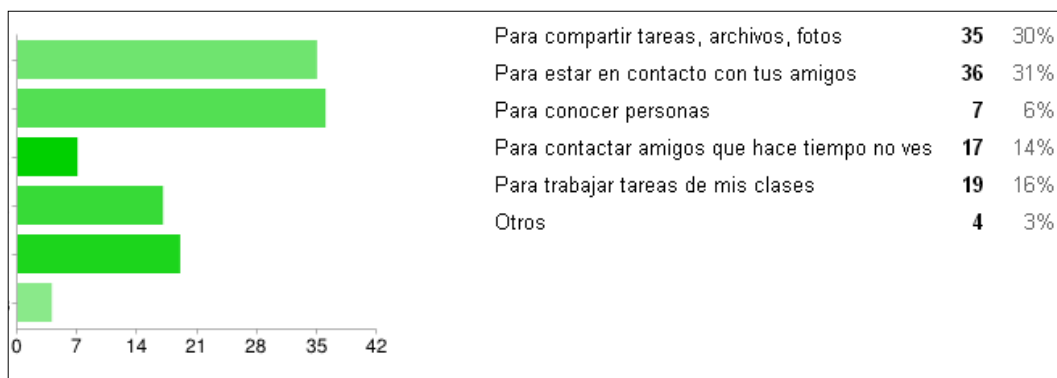 Para compartir tareas, archivos, fotos 35 30%
Para estar en contacto con tus amigos 36 31%
Para conocer personas 7 6%
Para contactar amigos que hace tiempo no ves 17 14%
Para trabajar tareas de mis clases 19 16%
Otros 4 3%
0 7 14 21 28 35 42